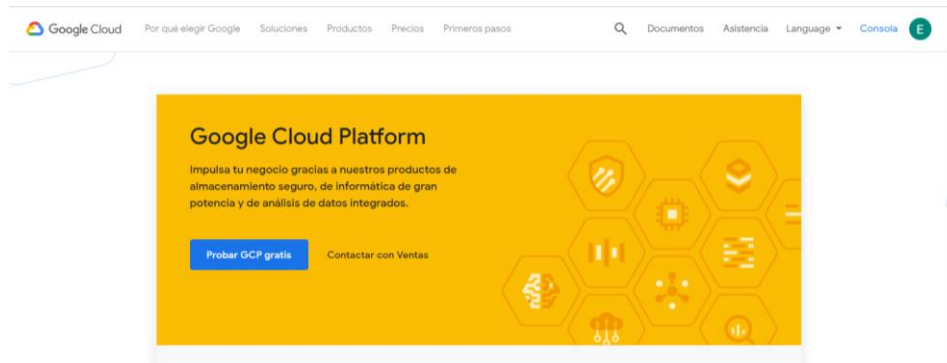 Google Cloud Por qué elegir Google Soluciones Productos Precios Primeros pasos Documentos Asistencia Language Consola E
Google Cloud Platform
Impulsa tu negocio gracias a nuestros productos de
almacenamiento seguro, de informática de gran
potencia y de análisis de datos integrados.
Probar GCP gratis Contactar con Ventas